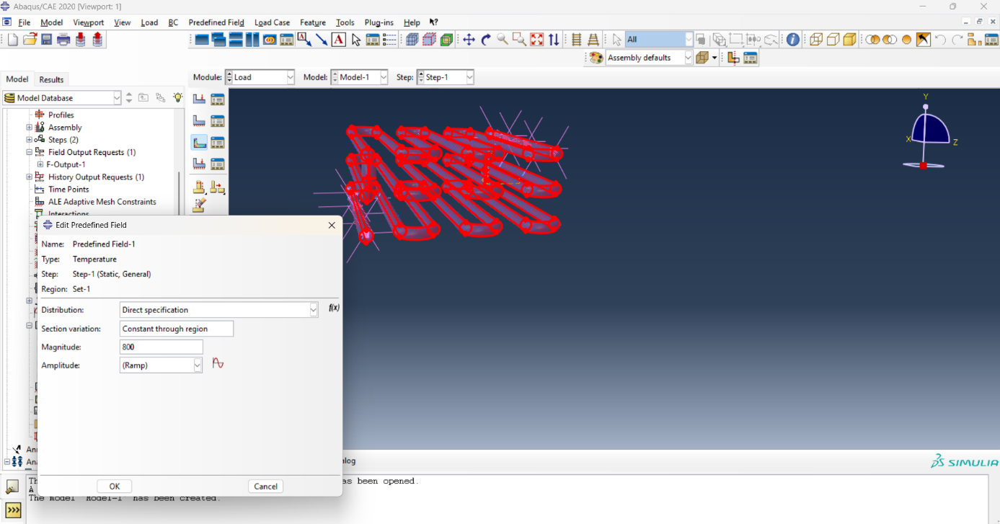 Abaqus/CAE 2020 [Viewport: 1]
File Model Viewport View Load BC Predefined Field Load Case Feature Tools Plug-ins Help
A A All
Assembly defaults
Model Results
Module: Load Model: Model-1 Step: Step-1
Model Database
Profiles
Assembly
Steps (2)
Field Output Requests (1)
F-Output-1
History Output Requests (1)
Time Points
ALE Adaptive Mesh Constraints
Interactions
Y
X
Z
Edit Predefined Field
Name: Predefined Field-1
Type: Temperature
Step: Step-1 (Static, General)
Region: Set-1
Distribution: Direct specification f(x)
Section variation: Constant through region
Magnitude: 800
Amplitude: (Ramp)
OK Cancel
SIMULIA
as been opened.
A
The model "Model-1" has been created.
>>>